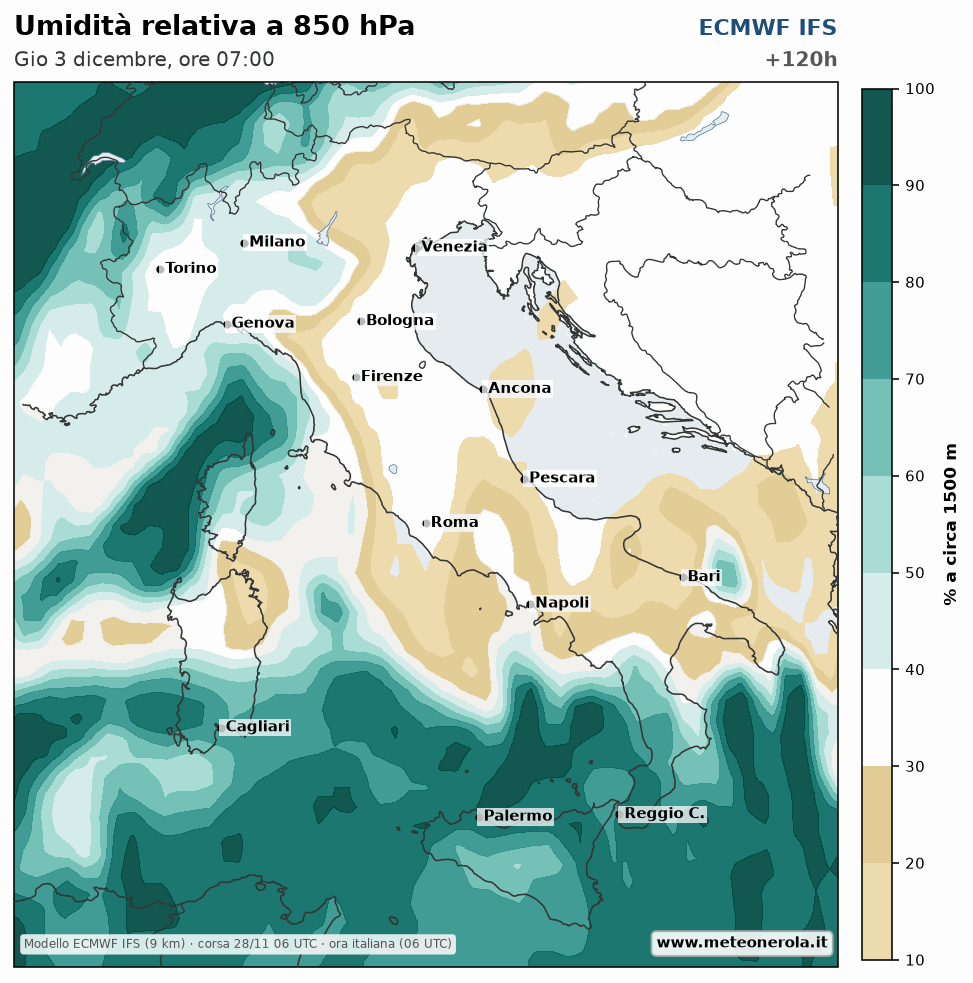 Umidità relativa a 850 hPa
ECMWF IFS
Gio 3 dicembre, ore 07:00
+120h
100
90
80
70
60
50
40
30
20
10
% a circa 1500 m
Milano
Venezia
Torino
Genova
Bologna
Firenze
Ancona
Pescara
Roma
Bari
Napoli
Cagliari
Palermo
Reggio C.
Modello ECMWF IFS (9 km) · corsa 28/11 06 UTC · ora italiana (06 UTC)
www.meteonerola.it